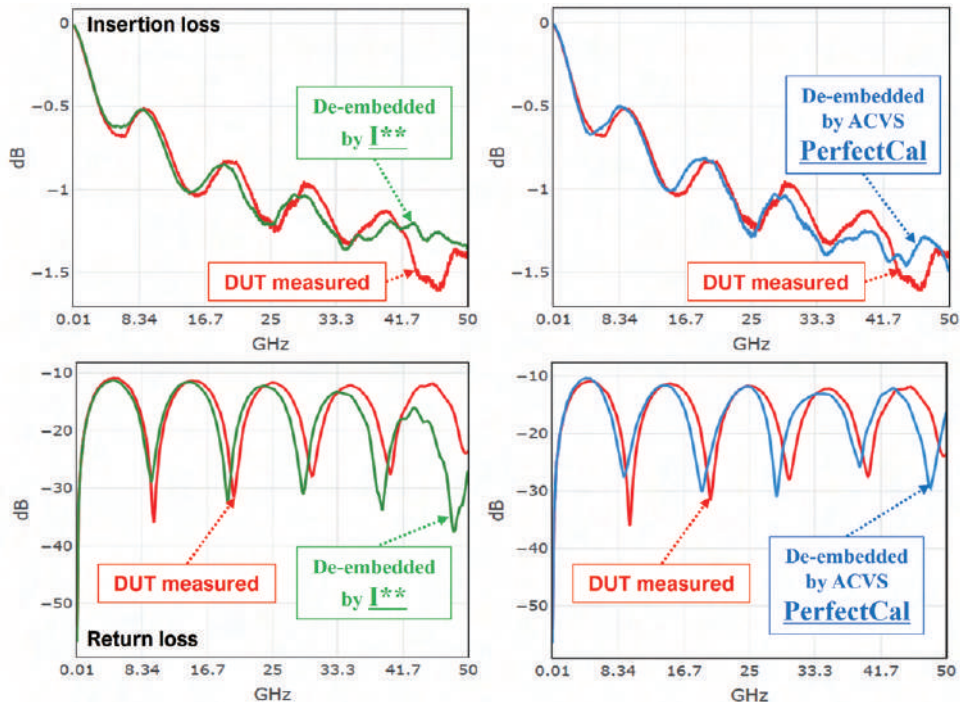 Insertion loss
0
−0.5
−1
−1.5
dB
De-embedded
by I**
DUT measured
0.01 8.34 16.7 25 33.3 41.7 50
GHz
0
−0.5
−1
−1.5
dB
De-embedded
by ACVS
PerfectCal
DUT measured
0.01 8.34 16.7 25 33.3 41.7 50
GHz
−10
−20
−30
−40
−50
dB
DUT measured
De-embedded
by I**
Return loss
0.01 8.34 16.7 25 33.3 41.7 50
GHz
−10
−20
−30
−40
−50
dB
DUT measured
De-embedded
by ACVS
PerfectCal
0.01 8.34 16.7 25 33.3 41.7 50
GHz